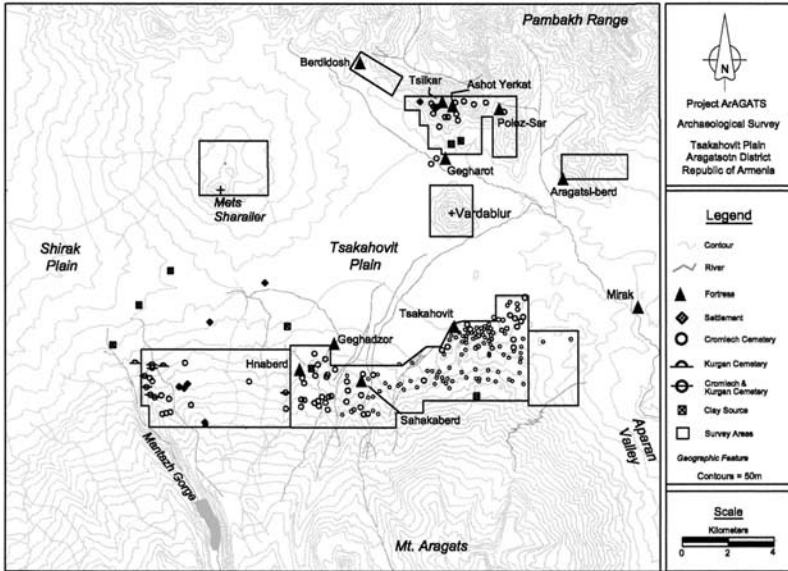 Pambakh Range
Berdidosh
Tsilkar
Ashot Yerkat
Polez-Sar
Gegharot
Aragatsi-berd
Mets
Sharailer
Vardablur
Shirak
Plain
Tsakahovit
Plain
Mirak
Tsakahovit
Geghadzor
Hnaberd
Sahakaberd
Mantash Gorge
Aparan
Valley
Mt. Aragats
N
Project ArAGATS
Archaeological Survey
Tsakahovit Plain
Aragatsotn District
Republic of Armenia
Legend
Contour
River
Fortress
Settlement
Cromlech Cemetery
Kurgan Cemetery
Cromlech &
Kurgan Cemetery
Clay Source
Survey Areas
Geographic Feature
Contours = 50m
Scale
Kilometers
0 2 4